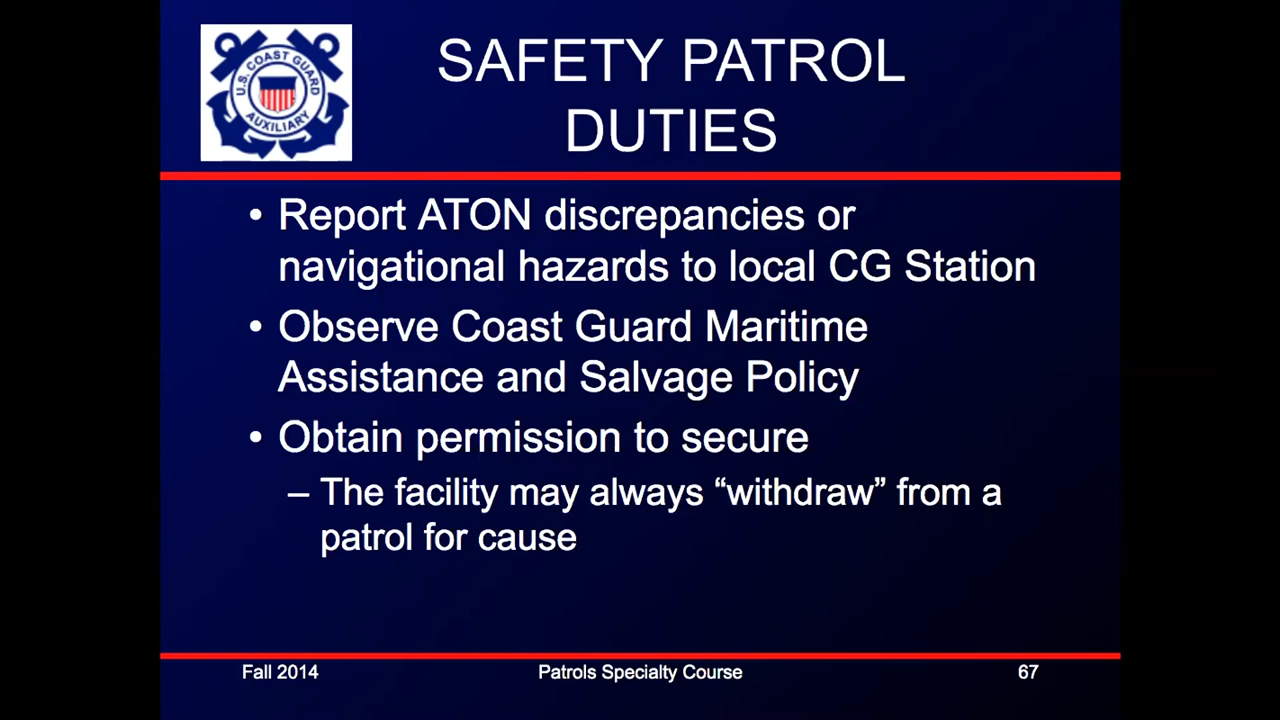 U.S. COAST GUARD
AUXILIARY
SAFETY PATROL
DUTIES
• Report ATON discrepancies or
navigational hazards to local CG Station
• Observe Coast Guard Maritime
Assistance and Salvage Policy
• Obtain permission to secure
– The facility may always “withdraw” from a
patrol for cause
Fall 2014
Patrols Specialty Course
67